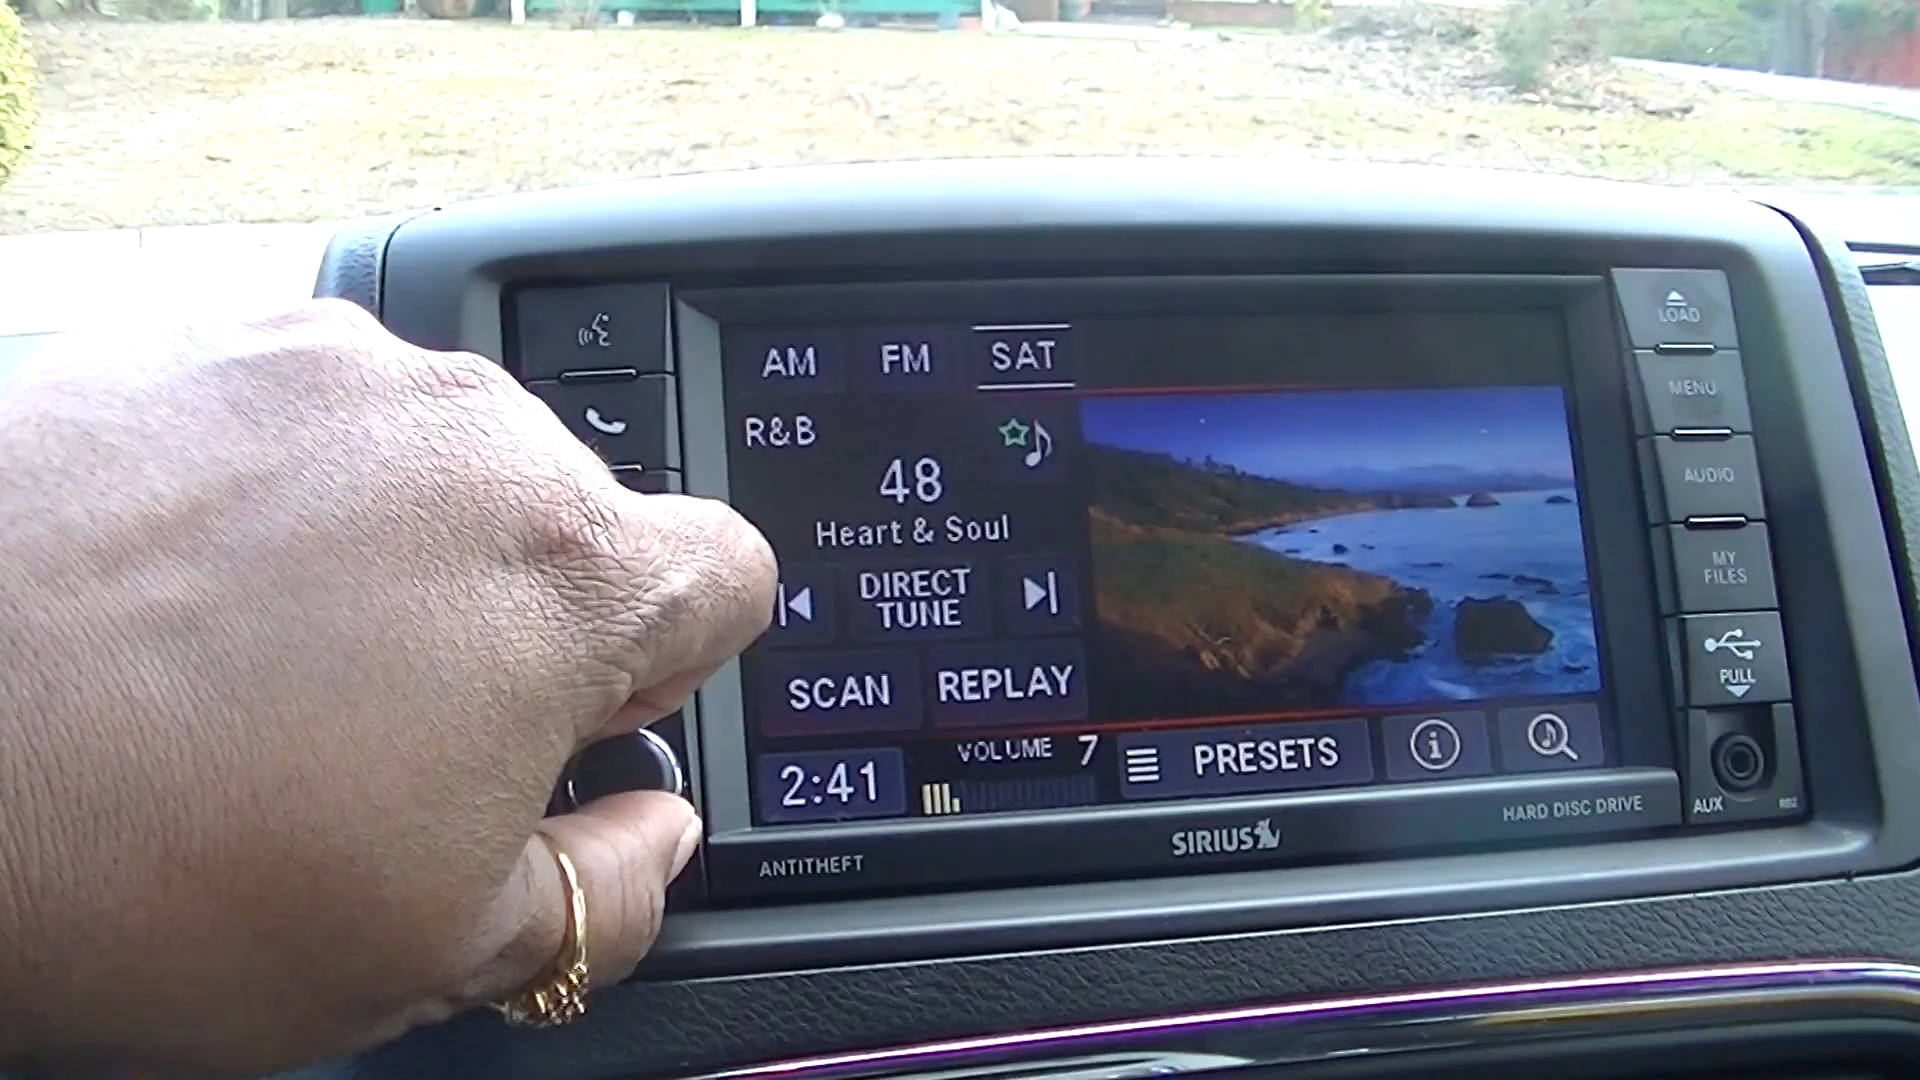 AM FM SAT
R&B
48
Heart & Soul
DIRECT
TUNE
SCAN REPLAY
2:41 VOLUME 7 PRESETS
LOAD
MENU
AUDIO
MY
FILES
PULL
AUX
HARD DISC DRIVE
SIRIUS
ANTITHEFT